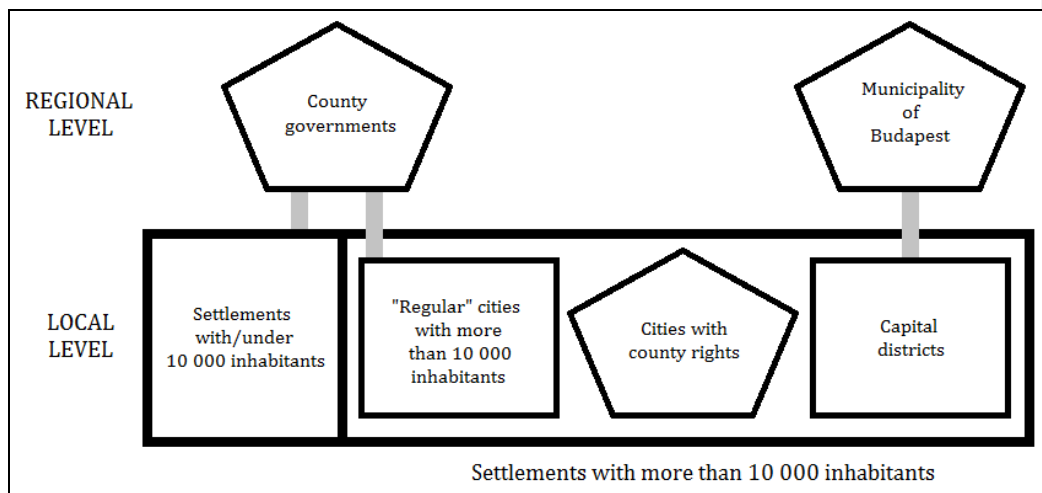 REGIONAL
LEVEL
County
governments
Municipality
of
Budapest
LOCAL
LEVEL
Settlements
with/under
10 000 inhabitants
"Regular" cities
with more
than 10 000
inhabitants
Cities with
county rights
Capital
districts
Settlements with more than 10 000 inhabitants